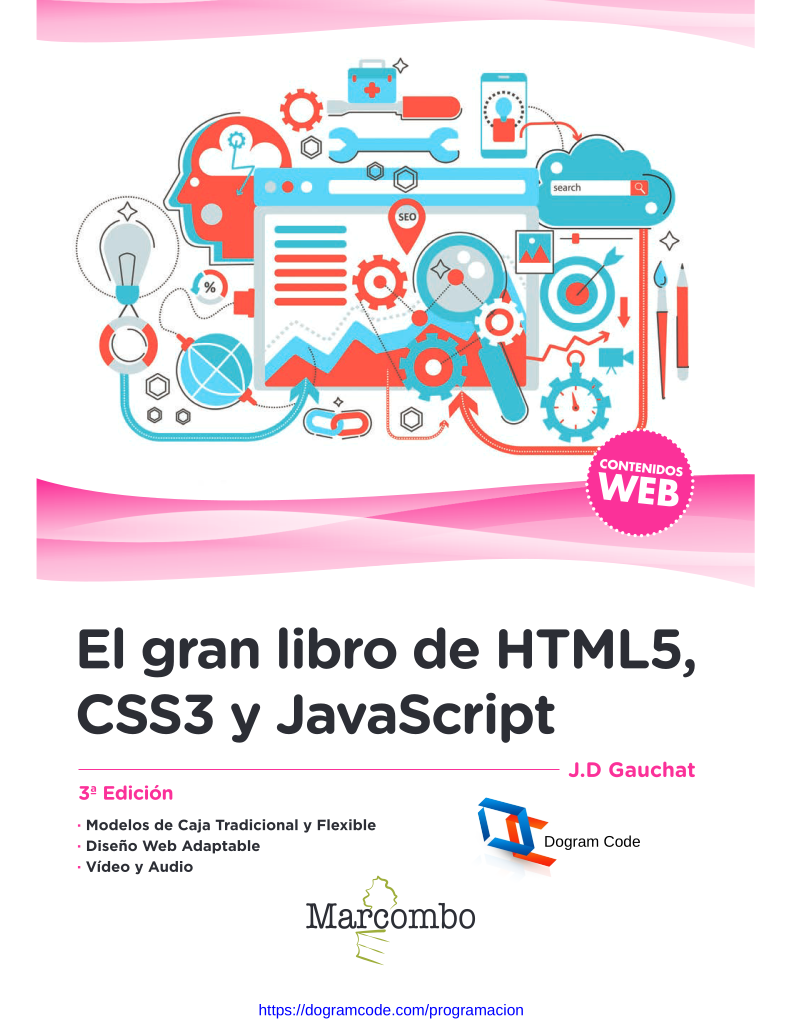 search
SEO
%
CONTENIDOS
WEB
El gran libro de HTML5,
CSS3 y JavaScript
J.D Gauchat
3ª Edición
· Modelos de Caja Tradicional y Flexible
· Diseño Web Adaptable
· Vídeo y Audio
Dogram Code
Marcombo
https://dogramcode.com/programacion